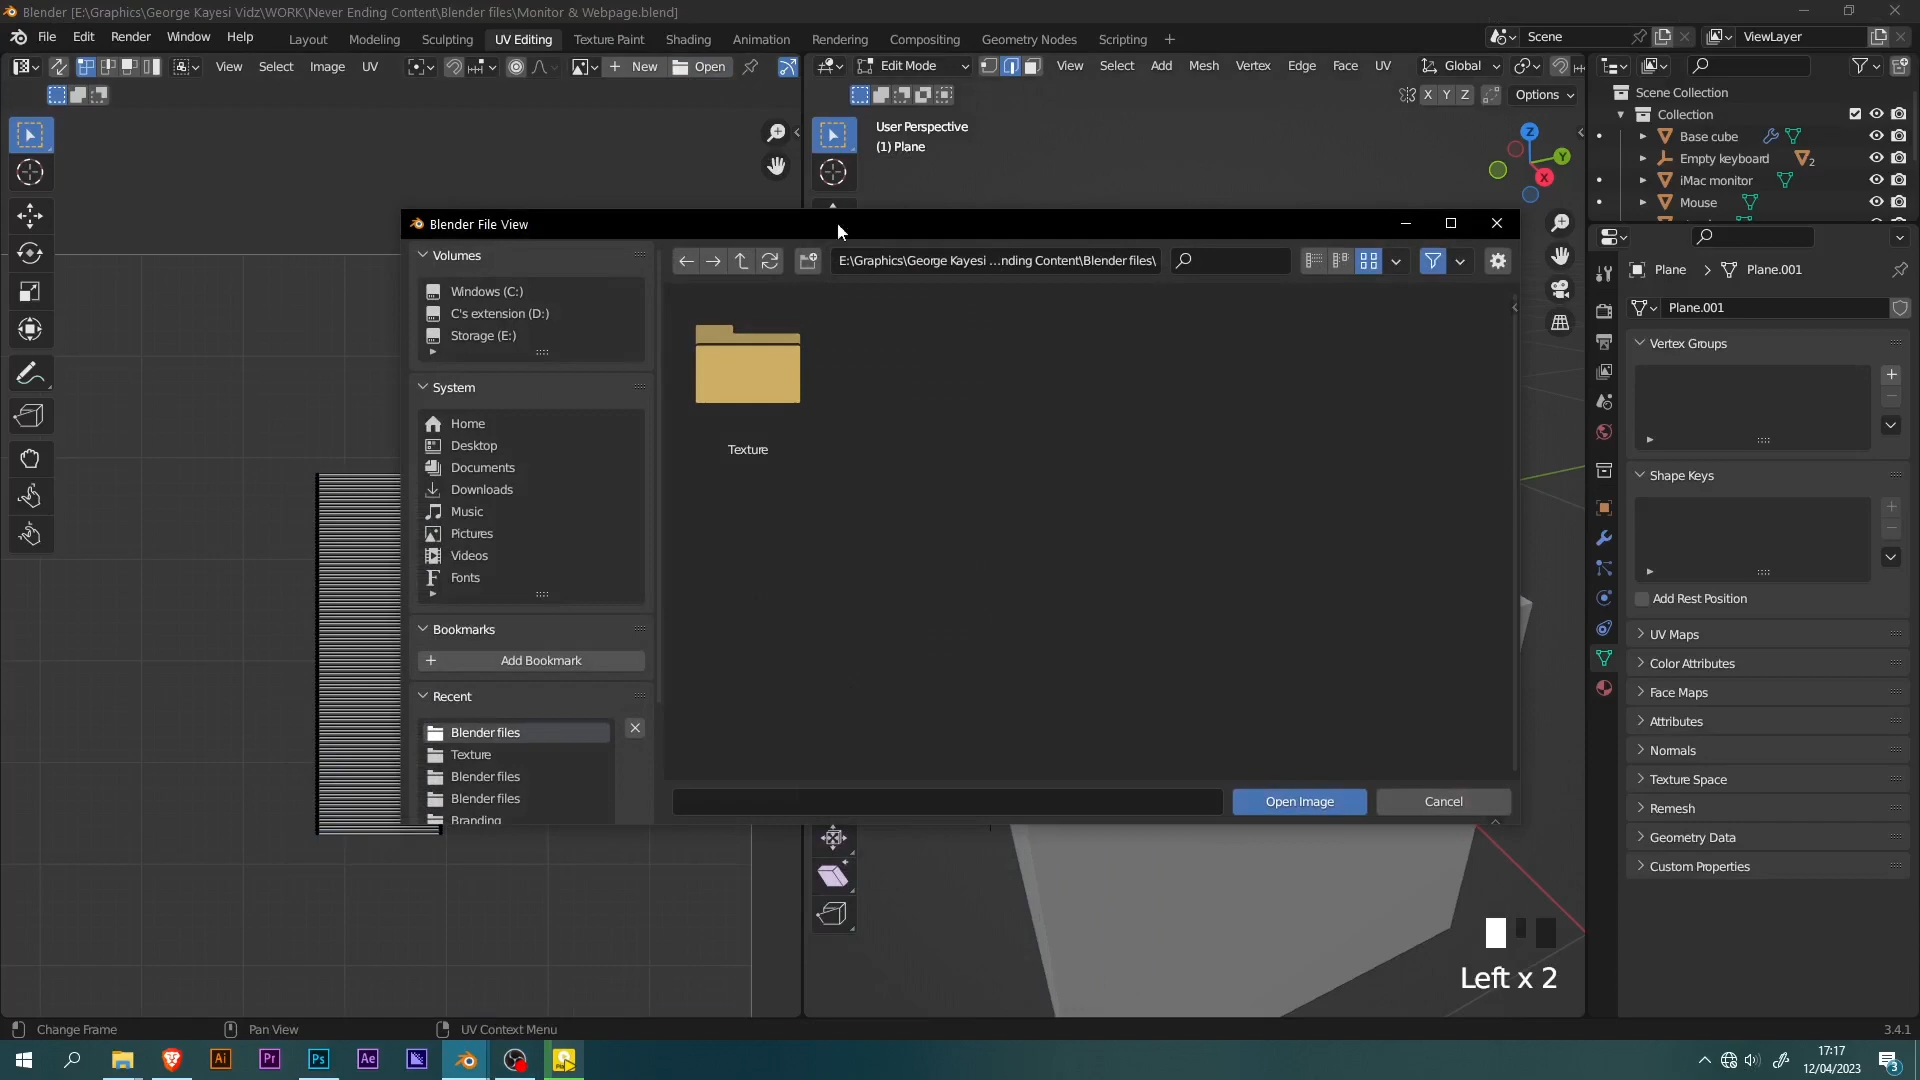 Blender [E:\Graphics\George Kayesi Vidz\WORK\Never Ending Content\Blender files\Monitor & Webpage.blend]
File Edit Render Window Help
Layout Modeling Sculpting UV Editing Texture Paint Shading Animation Rendering Compositing Geometry Nodes Scripting +
Scene ViewLayer
View Select Image UV New Open
Edit Mode View Select Add Mesh Vertex Edge Face UV Global
X Y Z Options
User Perspective
(1) Plane
Z
Y
X
Scene Collection
Collection
Base cube
Empty keyboard 2
iMac monitor
Mouse
Blender File View
Volumes
Windows (C:)
C's extension (D:)
Storage (E:)
System
Home
Desktop
Documents
Downloads
Music
Pictures
Videos
Fonts
Bookmarks
Add Bookmark
Recent
Blender files
Texture
Blender files
Blender files
Branding
E:\Graphics\George Kayesi ...nding Content\Blender files\
Texture
Open Image Cancel
Plane > Plane.001
Plane.001
Vertex Groups
Shape Keys
Add Rest Position
UV Maps
Color Attributes
Face Maps
Attributes
Normals
Texture Space
Remesh
Geometry Data
Custom Properties
Left x 2
Change Frame Pan View UV Context Menu 3.4.1
Ai Pr Ps Ae
17:17
12/04/2023
3